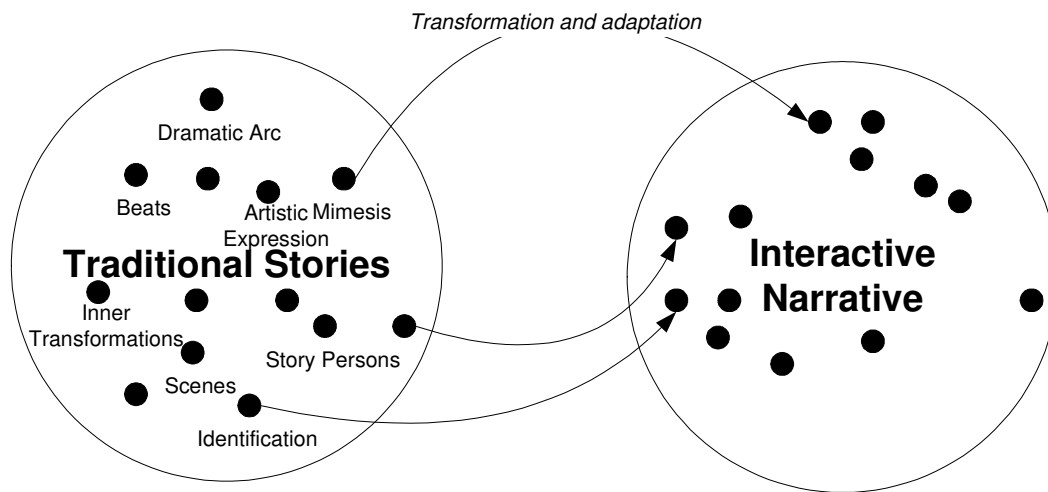 Transformation and adaptation
Dramatic Arc
Beats
Artistic Mimesis
Expression
Traditional Stories
Inner
Transformations
Story Persons
Scenes
Identification
Interactive
Narrative